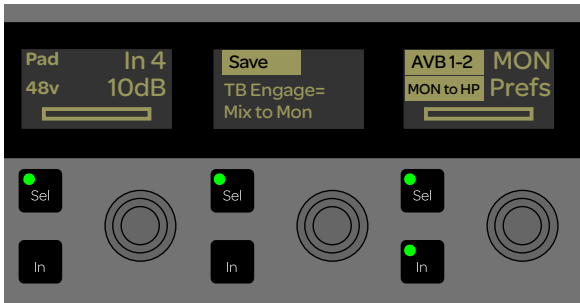 Pad In 4
48v 10dB
Save
TB Engage=
Mix to Mon
AVB 1-2 MON
MON to HP Prefs
Sel
Sel
Sel
In
In
In